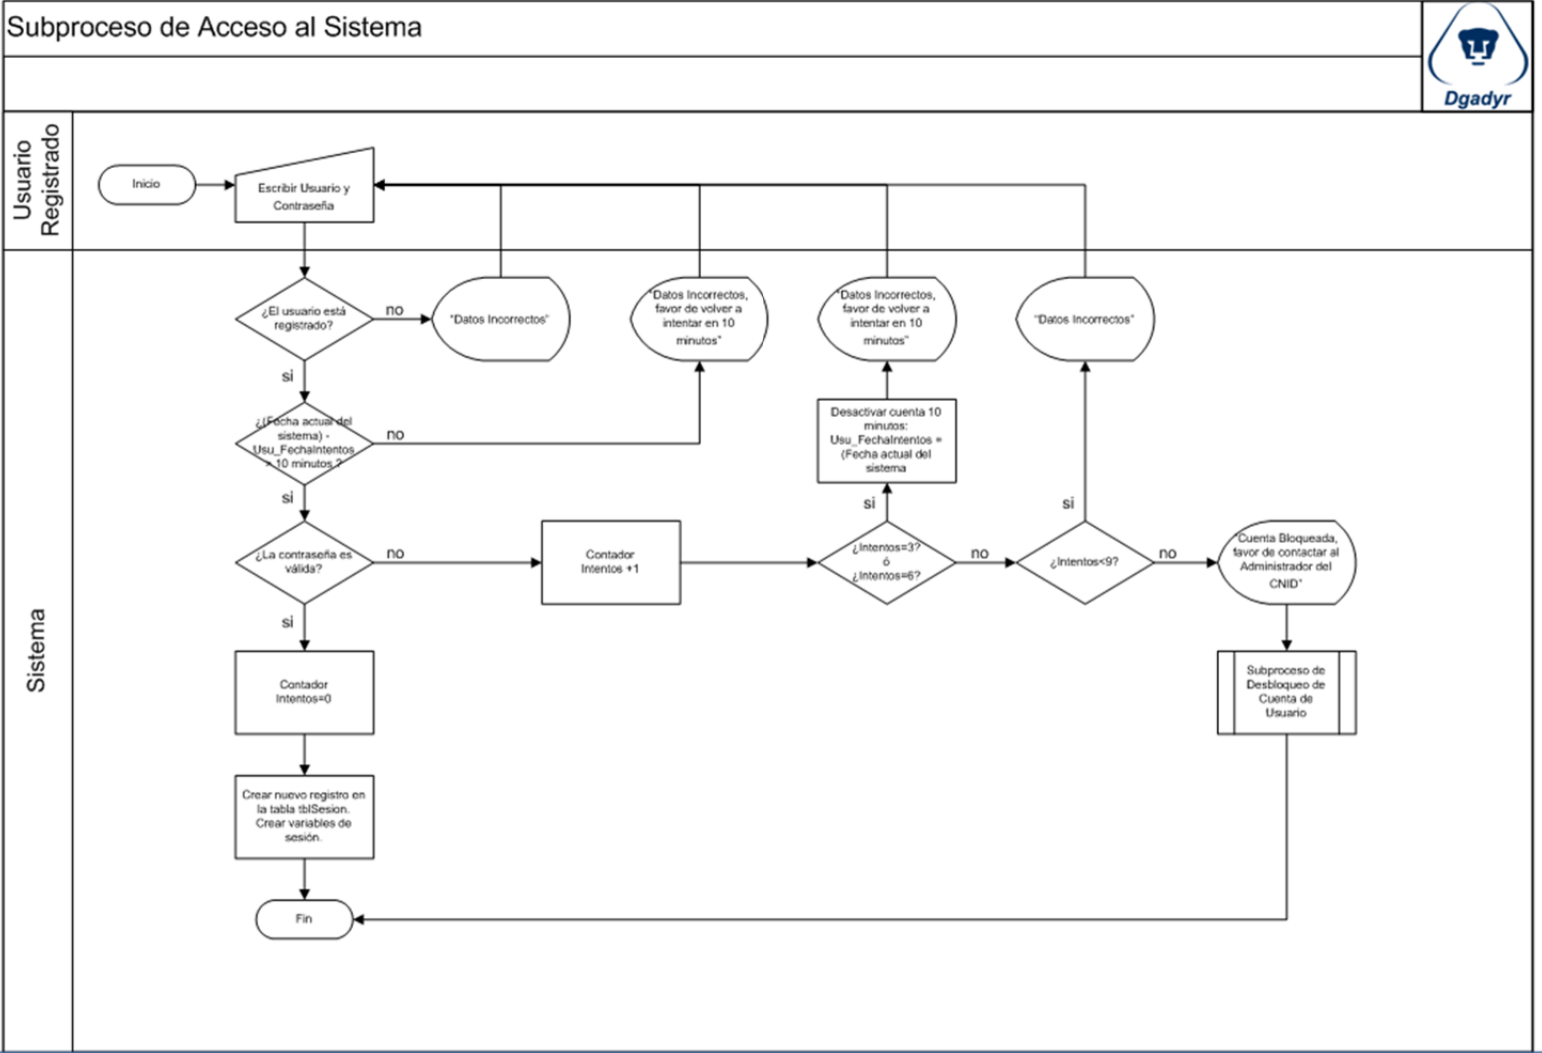 Subproceso de Acceso al Sistema
Dgadyr
Usuario
Registrado
Inicio
Escribir Usuario y
Contraseña
Sistema
¿El usuario está
registrado?
no
"Datos Incorrectos"
"Datos Incorrectos,
favor de volver a
intentar en 10
minutos"
"Datos Incorrectos,
favor de volver a
intentar en 10
minutos"
"Datos Incorrectos"
si
¿(Fecha actual del
sistema) -
Usu_FechaIntentos
> 10 minutos ?
no
Desactivar cuenta 10
minutos:
Usu_FechaIntentos =
(Fecha actual del
sistema
si
si
si
¿La contraseña es
válida?
no
Contador
Intentos +1
¿Intentos=3?
ó
¿Intentos=6?
no
¿Intentos<9?
no
"Cuenta Bloqueada,
favor de contactar al
Administrador del
CNID"
si
Contador
Intentos=0
Subproceso de
Desbloqueo de
Cuenta de
Usuario
Crear nuevo registro en
la tabla tblSesion.
Crear variables de
sesión.
Fin